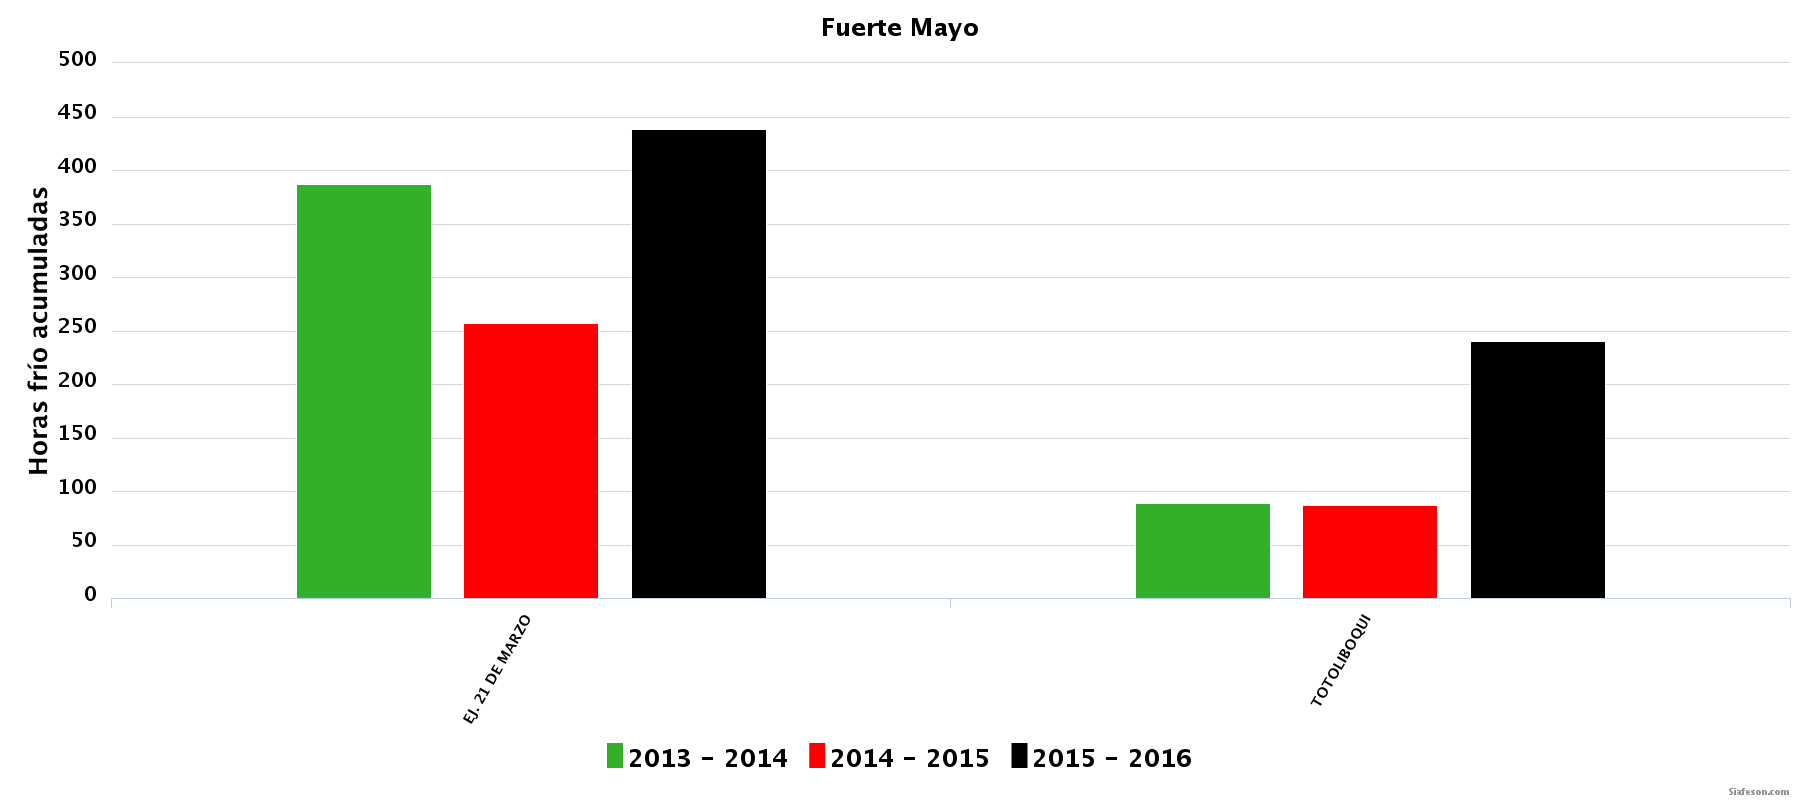 Fuerte Mayo
Horas frío acumuladas
500
450
400
350
300
250
200
150
100
50
0
EJ. 21 DE MARZO
TOTOLIBOQUI
2013 - 2014
2014 - 2015
2015 - 2016
Siafeson.com